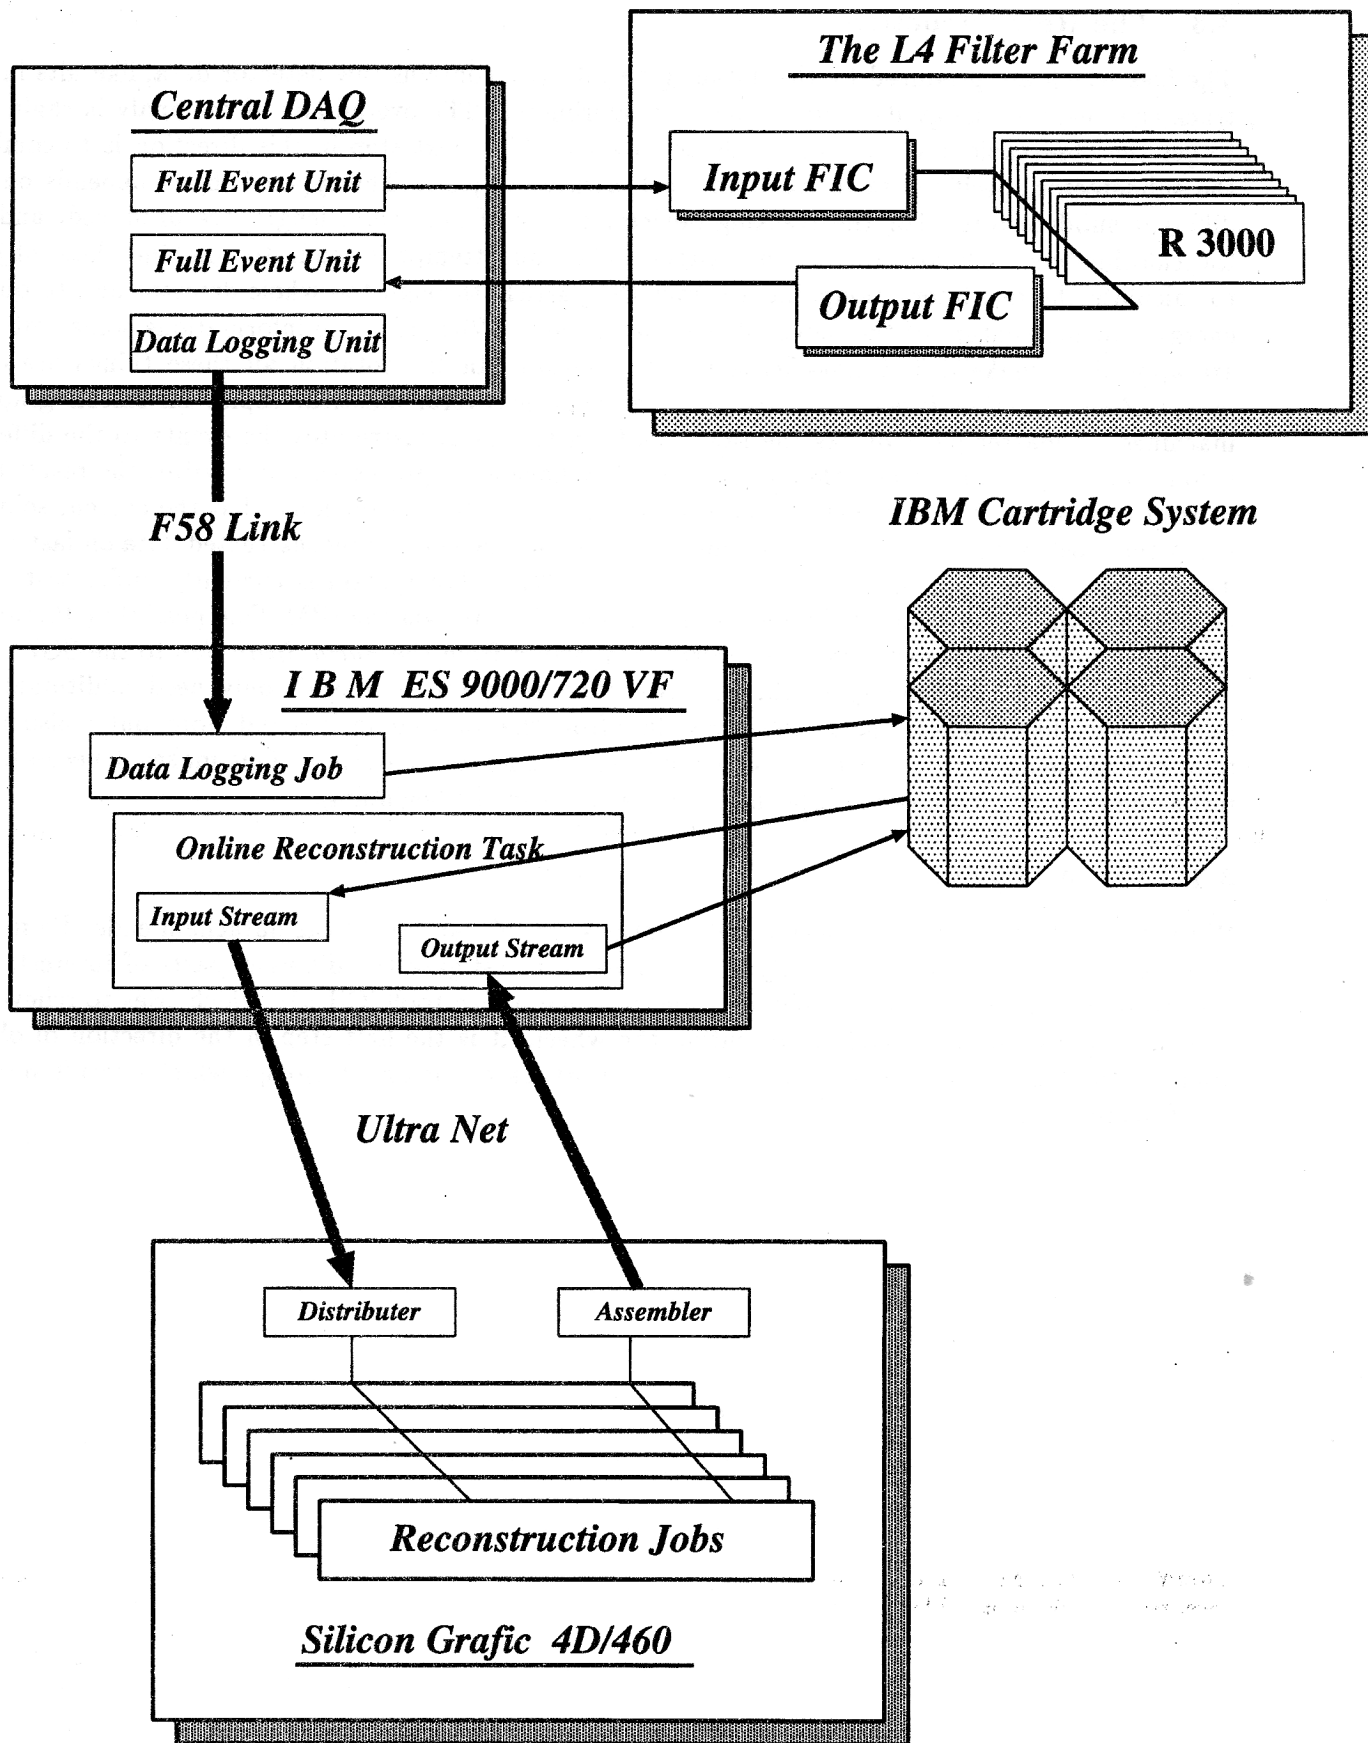 The L4 Filter Farm
Central DAQ
Full Event Unit
Input FIC
R 3000
Full Event Unit
Output FIC
Data Logging Unit
F58 Link
IBM Cartridge System
I B M ES 9000/720 VF
Data Logging Job
Online Reconstruction Task
Input Stream
Output Stream
Ultra Net
Distributer
Assembler
Reconstruction Jobs
Silicon Grafic 4D/460